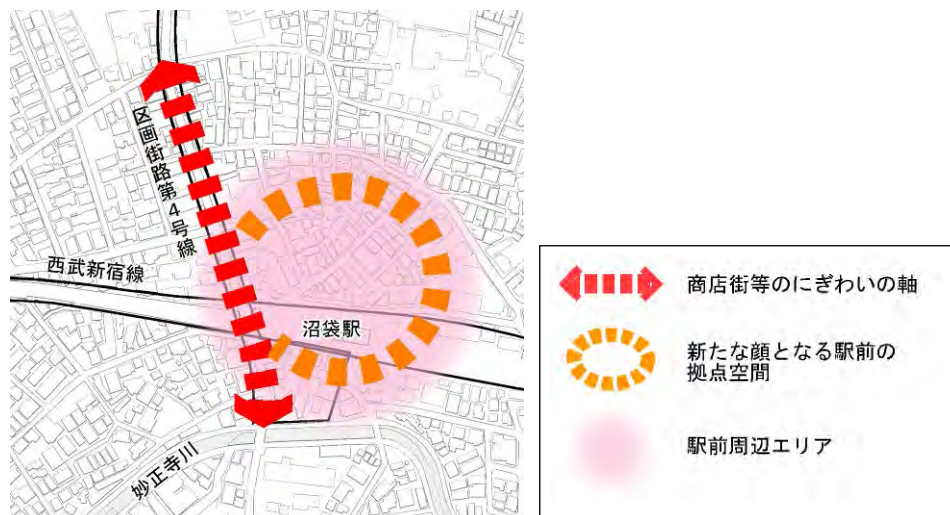 区画街路第4号線
西武新宿線
沼袋駅
妙正寺川
商店街等のにぎわいの軸
新たな顔となる駅前の
拠点空間
駅前周辺エリア